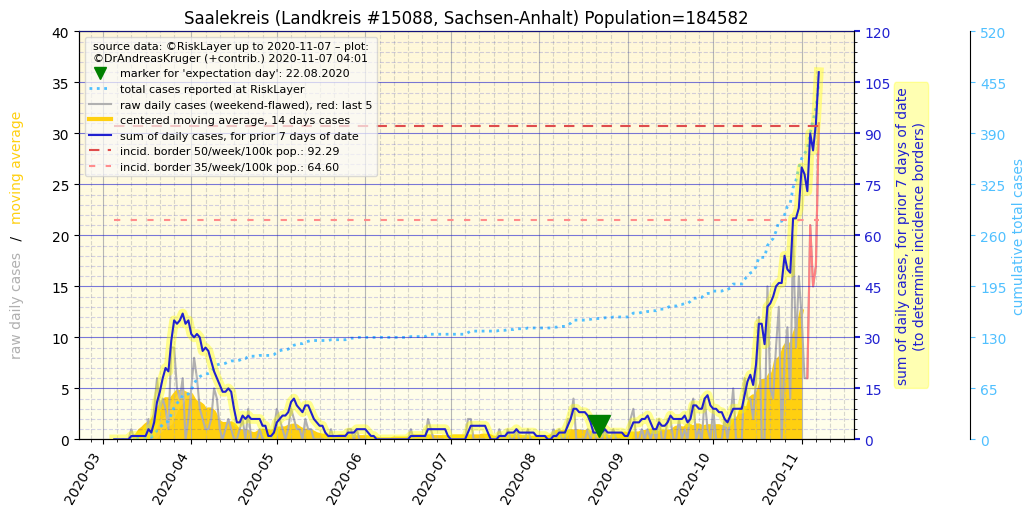 Saalekreis (Landkreis #15088, Sachsen-Anhalt) Population=184582
source data: ©RiskLayer up to 2020-11-07 – plot:
©DrAndreasKruger (+contrib.) 2020-11-07 04:01
marker for 'expectation day': 22.08.2020
total cases reported at RiskLayer
raw daily cases (weekend-flawed), red: last 5
centered moving average, 14 days cases
sum of daily cases, for prior 7 days of date
incid. border 50/week/100k pop.: 92.29
incid. border 35/week/100k pop.: 64.60
raw daily cases / moving average
40
35
30
25
20
15
10
5
0
2020-03
2020-04
2020-05
2020-06
2020-07
2020-08
2020-09
2020-10
2020-11
120
105
90
75
60
45
30
15
0
sum of daily cases, for prior 7 days of date
(to determine incidence borders)
520
455
390
325
260
195
130
65
0
cumulative total cases